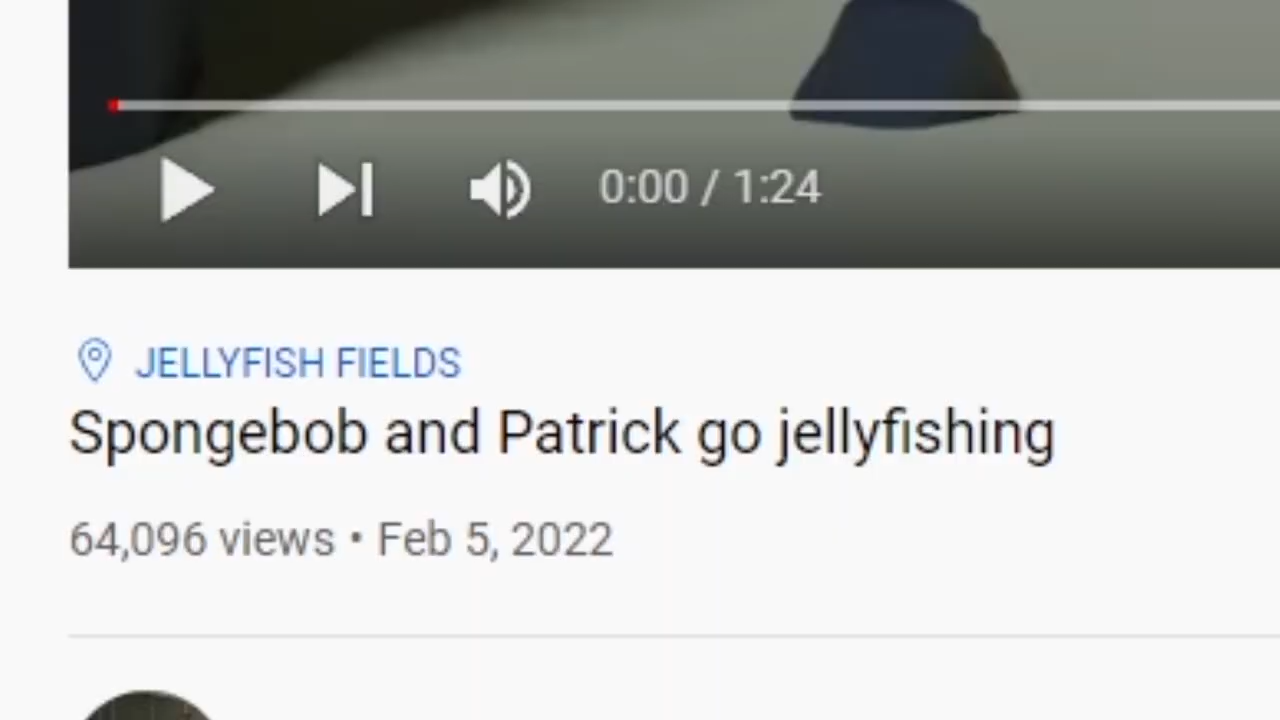 0:00 / 1:24
JELLYFISH FIELDS
Spongebob and Patrick go jellyfishing
64,096 views • Feb 5, 2022